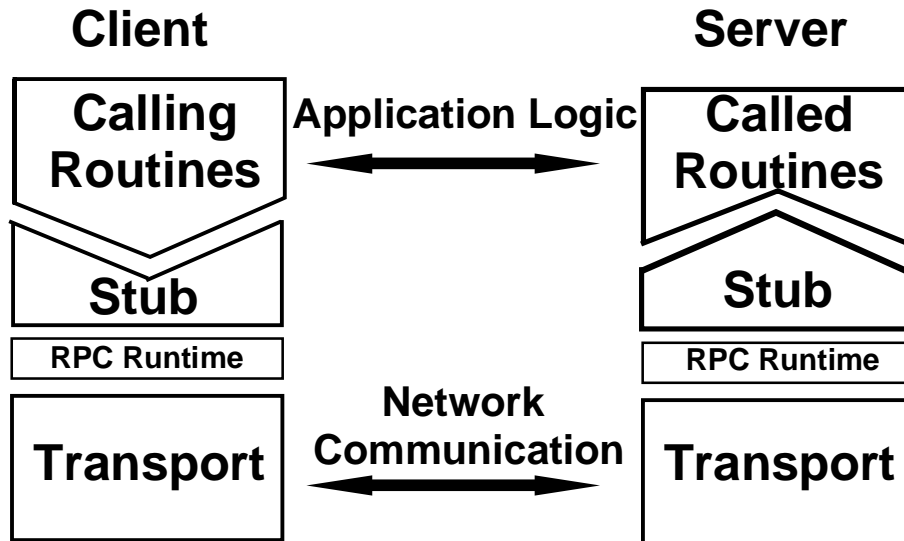 Client
Server
Calling
Routines
Application Logic
Called
Routines
Stub
Stub
RPC Runtime
RPC Runtime
Transport
Network
Communication
Transport